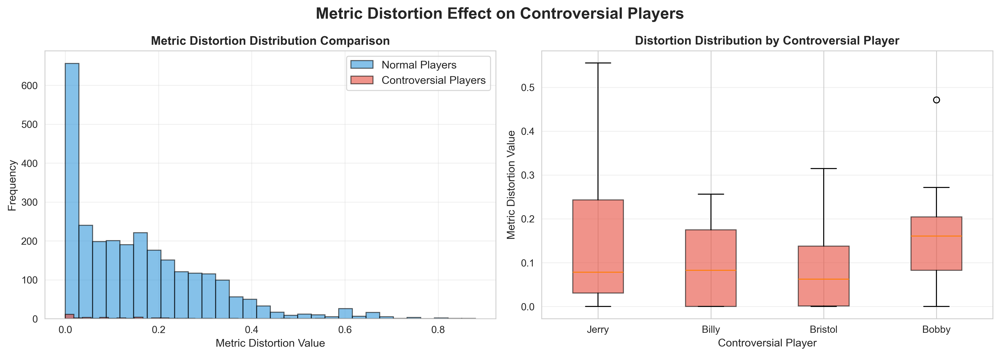 Metric Distortion Effect on Controversial Players
Metric Distortion Distribution Comparison
Normal Players
Controversial Players
Frequency
600
500
400
300
200
100
0
0.0 0.2 0.4 0.6 0.8
Metric Distortion Value
Distortion Distribution by Controversial Player
Metric Distortion Value
0.5
0.4
0.3
0.2
0.1
0.0
Jerry Billy Bristol Bobby
Controversial Player